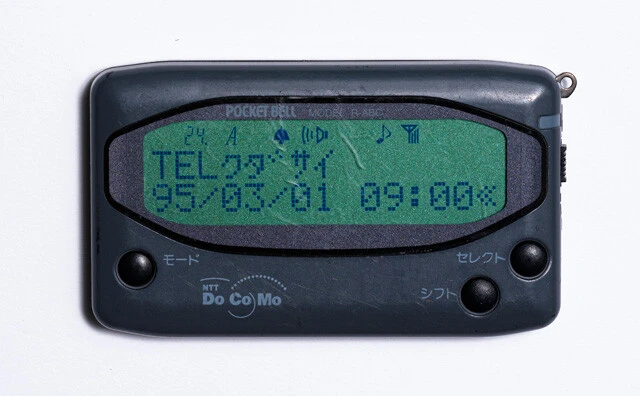 POCKET BELL MODEL
24. A
TELクダサイ
95/03/01 09:00
モード
セレクト
シフト
NTT
DoCoMo